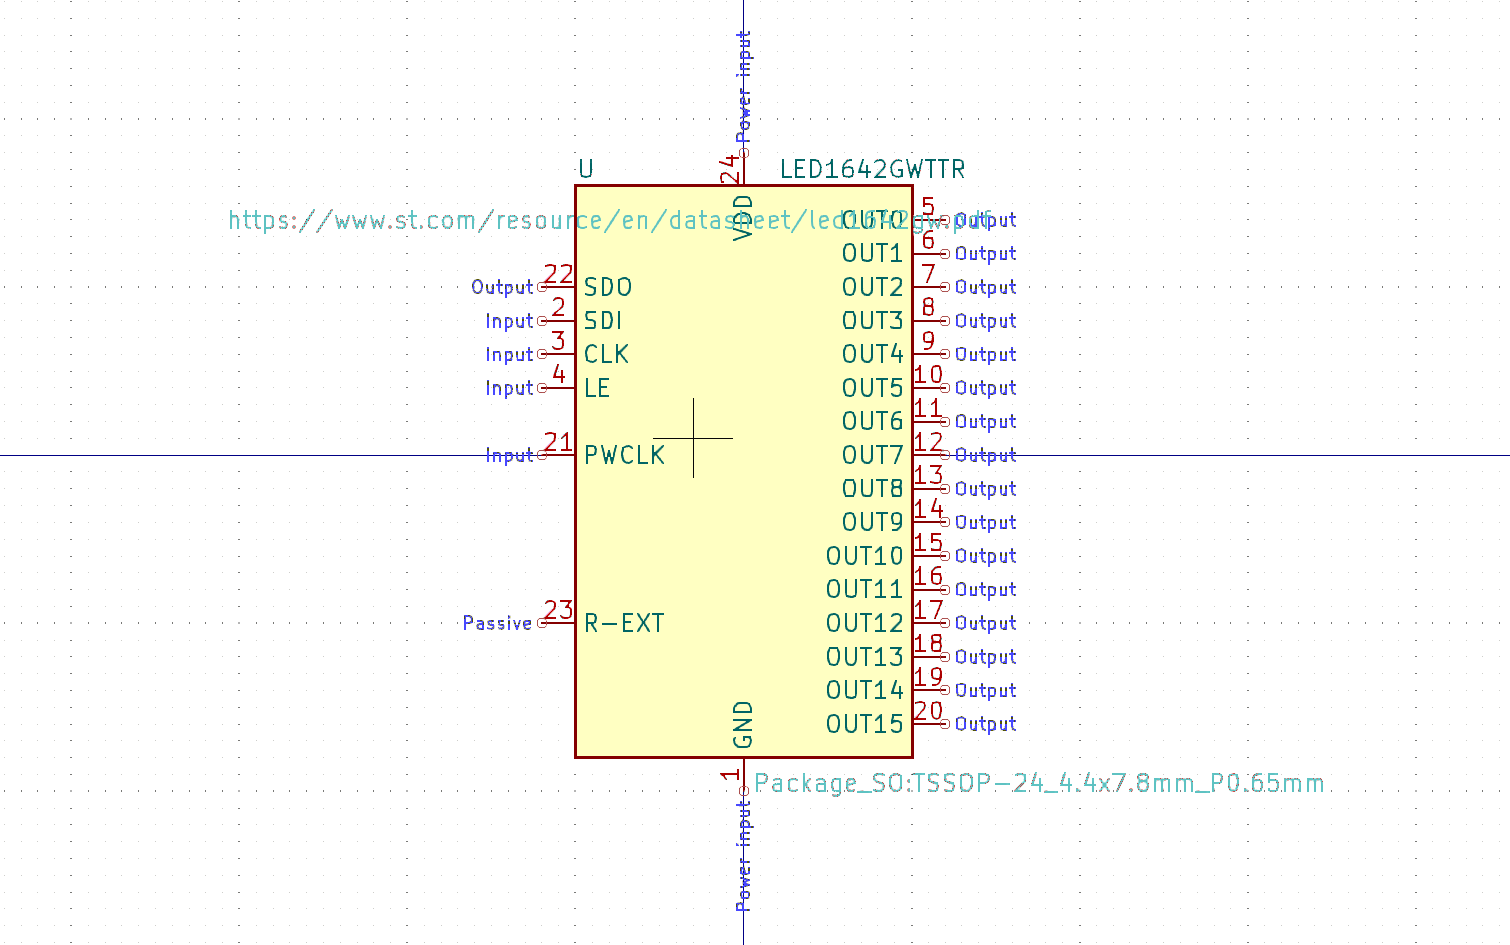 Power input
24
U
LED1642GWTTR
VDD
https://www.st.com/resource/en/datasheet/led1642gw.pdf
OUT0 5 Output
OUT1 6 Output
Output 22 SDO
OUT2 7 Output
Input 2 SDI
OUT3 8 Output
Input 3 CLK
OUT4 9 Output
Input 4 LE
OUT5 10 Output
OUT6 11 Output
Input 21 PWCLK
OUT7 12 Output
OUT8 13 Output
OUT9 14 Output
OUT10 15 Output
OUT11 16 Output
Passive 23 R-EXT
OUT12 17 Output
OUT13 18 Output
OUT14 19 Output
OUT15 20 Output
GND
1
Package_SO:TSSOP-24_4.4x7.8mm_P0.65mm
Power input